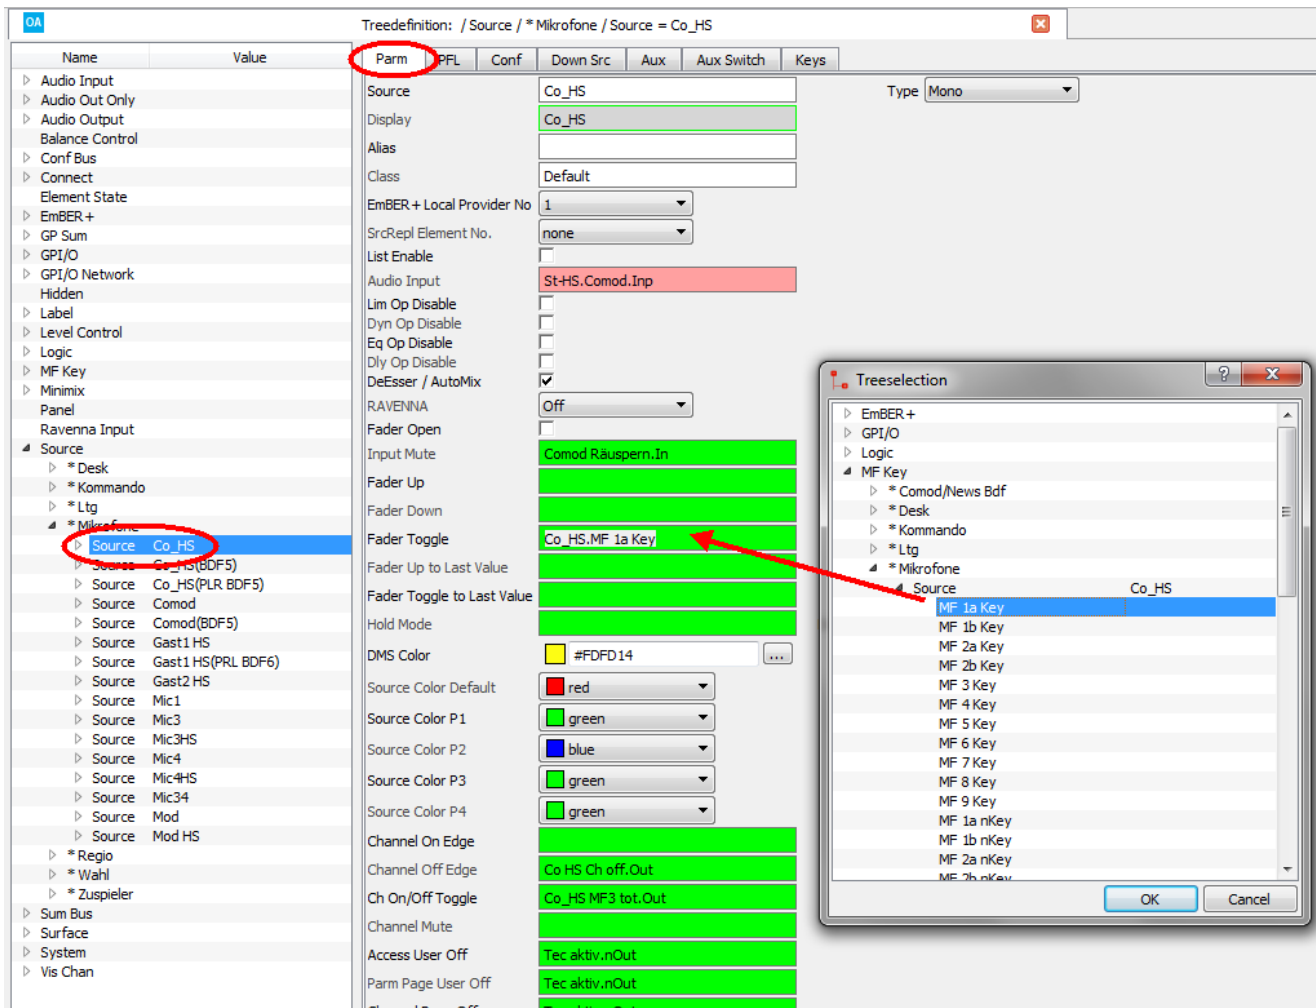 OA
Treedefinition: / Source / * Mikrofone / Source = Co_HS
Name Value
Audio Input
Audio Out Only
Audio Output
Balance Control
Conf Bus
Connect
Element State
EmBER+
GP Sum
GPI/O
GPI/O Network
Hidden
Label
Level Control
Logic
MF Key
Minimix
Panel
Ravenna Input
Source
* Desk
* Kommando
* Ltg
* Mikrofone
Source Co_HS
Source Co_HS(BDF5)
Source Co_HS(PLR BDF5)
Source Comod
Source Comod(BDF5)
Source Gast1 HS
Source Gast1 HS(PRL BDF6)
Source Gast2 HS
Source Mic1
Source Mic3
Source Mic3HS
Source Mic4
Source Mic4HS
Source Mic34
Source Mod
Source Mod HS
* Regio
* Wahl
* Zuspieler
Sum Bus
Surface
System
Vis Chan
Parm PFL Conf Down Src Aux Aux Switch Keys
Source Co_HS Type Mono
Display Co_HS
Alias
Class Default
EmBER+ Local Provider No 1
SrcRepl Element No. none
List Enable
Audio Input St-HS.Comod.Inp
Lim Op Disable
Dyn Op Disable
Eq Op Disable
Dly Op Disable
DeEsser / AutoMix
RAVENNA Off
Fader Open
Input Mute Comod Räuspern.In
Fader Up
Fader Down
Fader Toggle Co_HS.MF 1a Key
Fader Up to Last Value
Fader Toggle to Last Value
Hold Mode
DMS Color #FDFD14 ...
Source Color Default red
Source Color P1 green
Source Color P2 blue
Source Color P3 green
Source Color P4 green
Channel On Edge
Channel Off Edge Co HS Ch off.Out
Ch On/Off Toggle Co_HS MF3 tot.Out
Channel Mute
Access User Off Tec aktiv.nOut
Parm Page User Off Tec aktiv.nOut
Treeselection ?
EmBER+
GPI/O
Logic
MF Key
* Comod/News Bdf
* Desk
* Kommando
* Ltg
* Mikrofone
Source Co_HS
MF 1a Key
MF 1b Key
MF 2a Key
MF 2b Key
MF 3 Key
MF 4 Key
MF 5 Key
MF 6 Key
MF 7 Key
MF 8 Key
MF 9 Key
MF 1a nKey
MF 1b nKey
MF 2a nKey
MF 2b nKey
OK Cancel